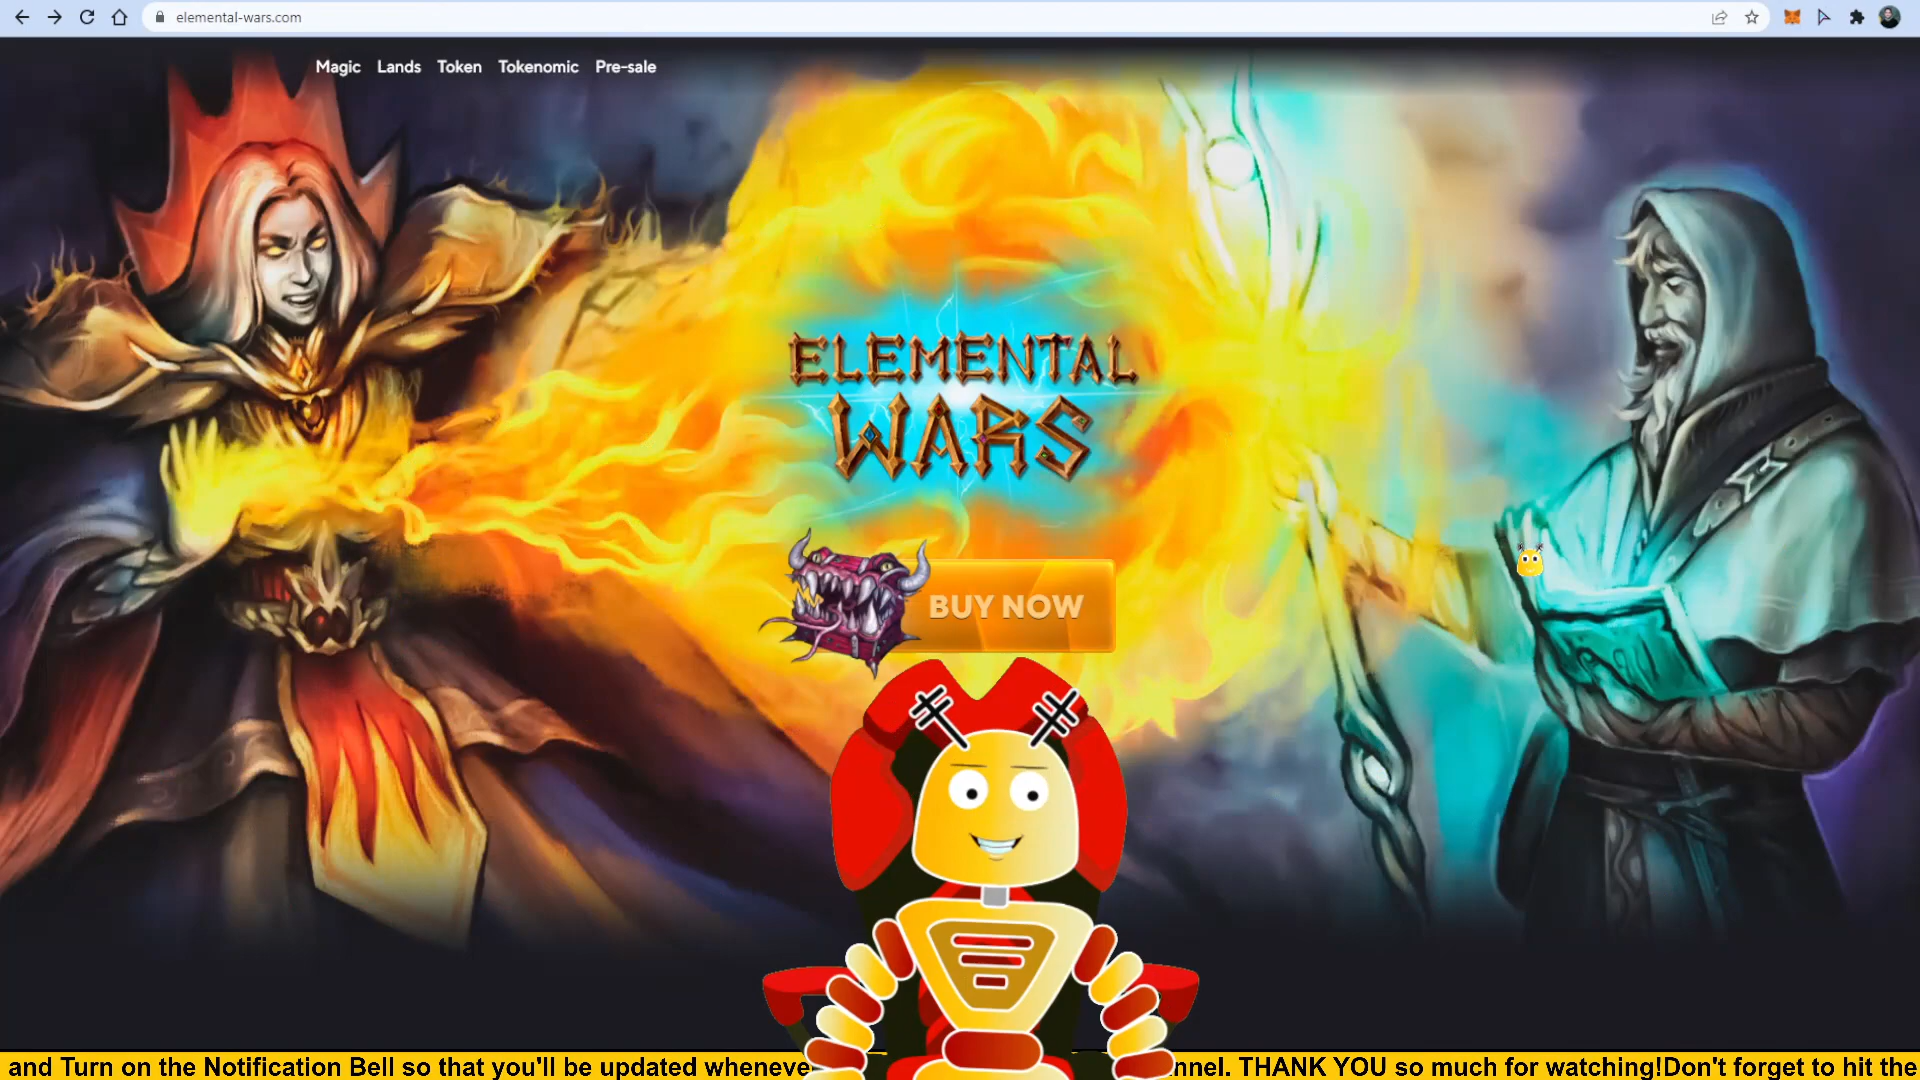 elemental-wars.com
Magic Lands Token Tokenomic Pre-sale
ELEMENTAL
WARS
BUY NOW
and Turn on the Notification Bell so that you'll be updated wheneve nnel. THANK YOU so much for watching!Don't forget to hit the